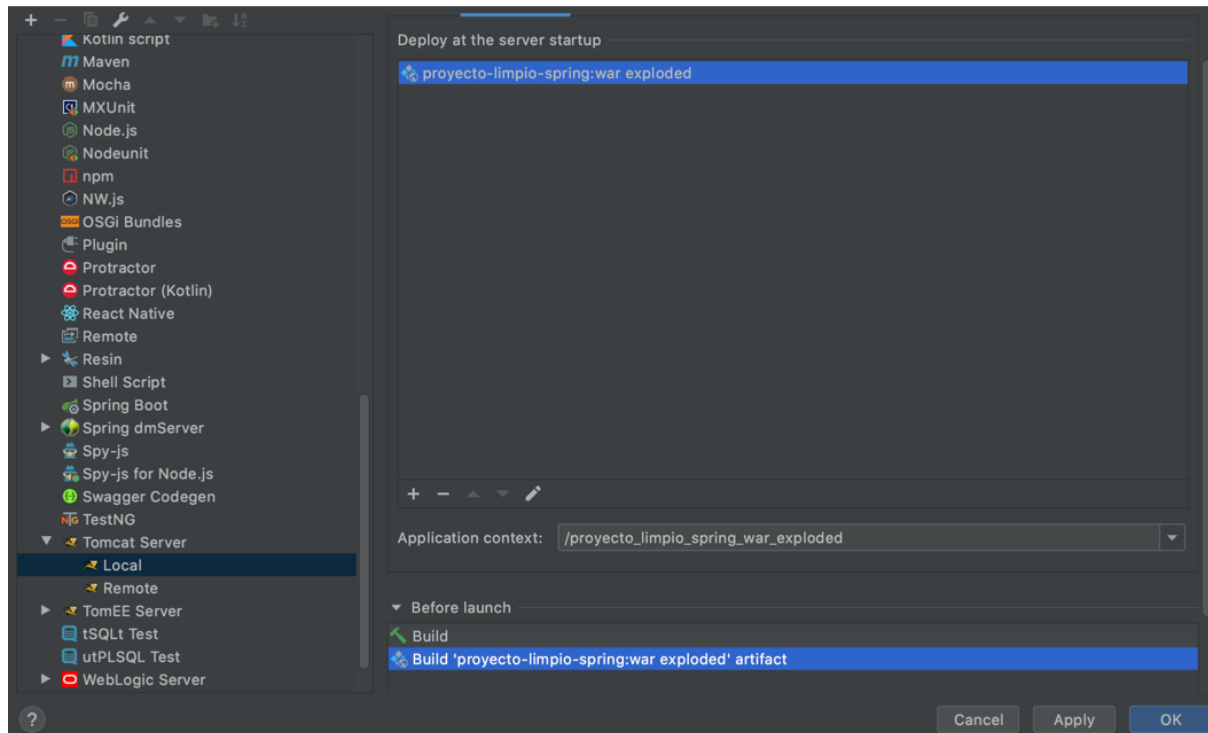 Kotlin script
Maven
Mocha
MXUnit
Node.js
Nodeunit
npm
NW.js
OSGi Bundles
Plugin
Protractor
Protractor (Kotlin)
React Native
Remote
Resin
Shell Script
Spring Boot
Spring dmServer
Spy-js
Spy-js for Node.js
Swagger Codegen
TestNG
Tomcat Server
Local
Remote
TomEE Server
tSQLt Test
utPLSQL Test
WebLogic Server
?
Deploy at the server startup
proyecto-limpio-spring:war exploded
Application context: /proyecto_limpio_spring_war_exploded
Before launch
Build
Build 'proyecto-limpio-spring:war exploded' artifact
Cancel Apply OK